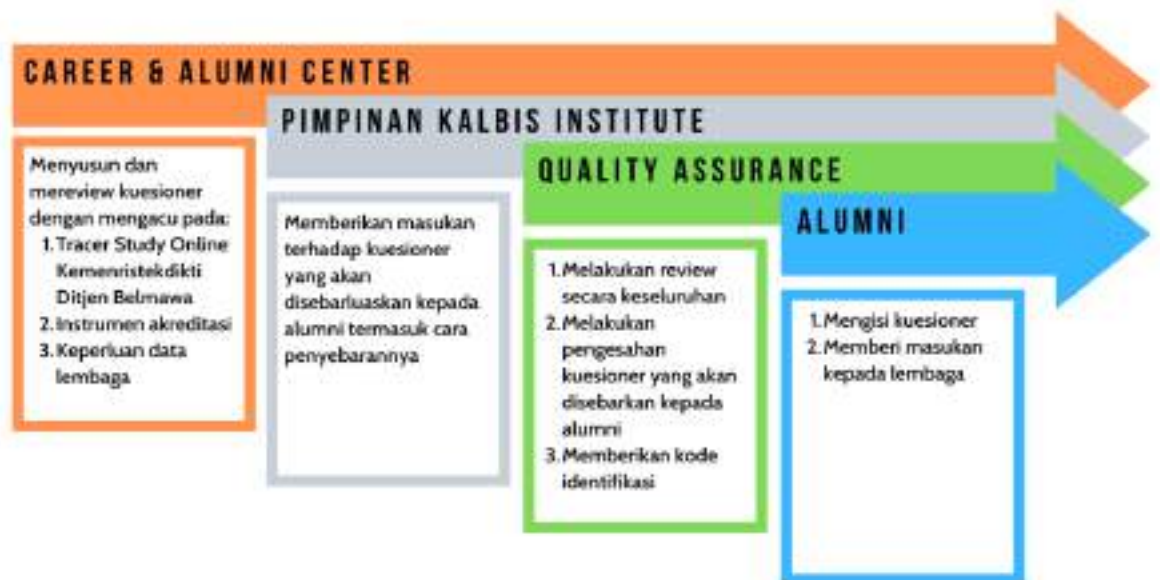 CAREER & ALUMNI CENTER
Menyusun dan
mereview kuesioner
dengan mengacu pada:
1. Tracer Study Online
Kemenristekdikti
Ditjen Belmawa
2. Instrumen akreditasi
3. Keperluan data
lembaga
PIMPINAN KALBIS INSTITUTE
Memberikan masukan
terhadap kuesioner
yang akan
disebarluaskan kepada
alumni termasuk cara
penyebarannya
QUALITY ASSURANCE
1. Melakukan review
secara keseluruhan
2. Melakukan
pengesahan
kuesioner yang akan
disebarkan kepada
alumni
3. Memberikan kode
identifikasi
ALUMNI
1. Mengisi kuesioner
2. Memberi masukan
kepada lembaga